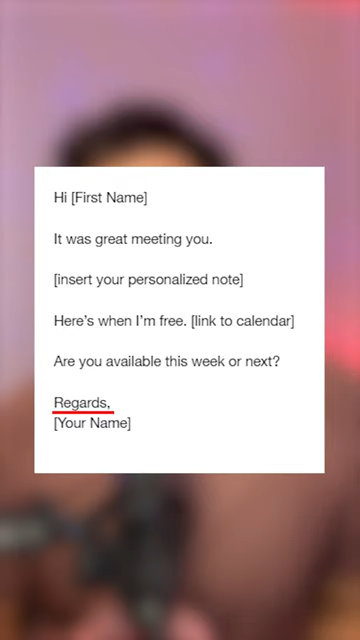 Hi [First Name]
It was great meeting you.
[insert your personalized note]
Here's when I'm free. [link to calendar]
Are you available this week or next?
Regards,
[Your Name]